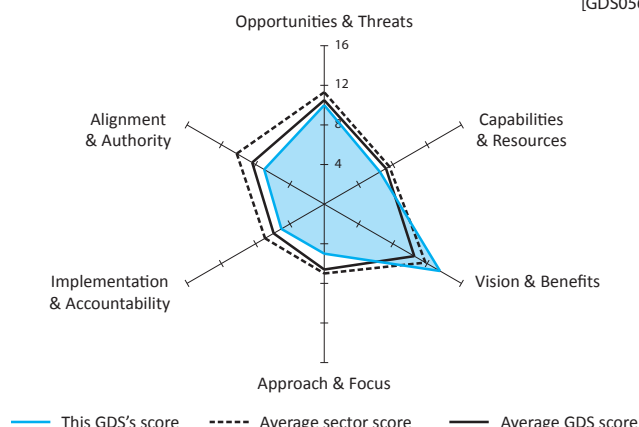 Opportunities & Threats
16
12
8
4
Alignment
& Authority
Capabilities
& Resources
Implementation
& Accountability
Vision & Benefits
Approach & Focus
This GDS's score
Average sector score
Average GDS score